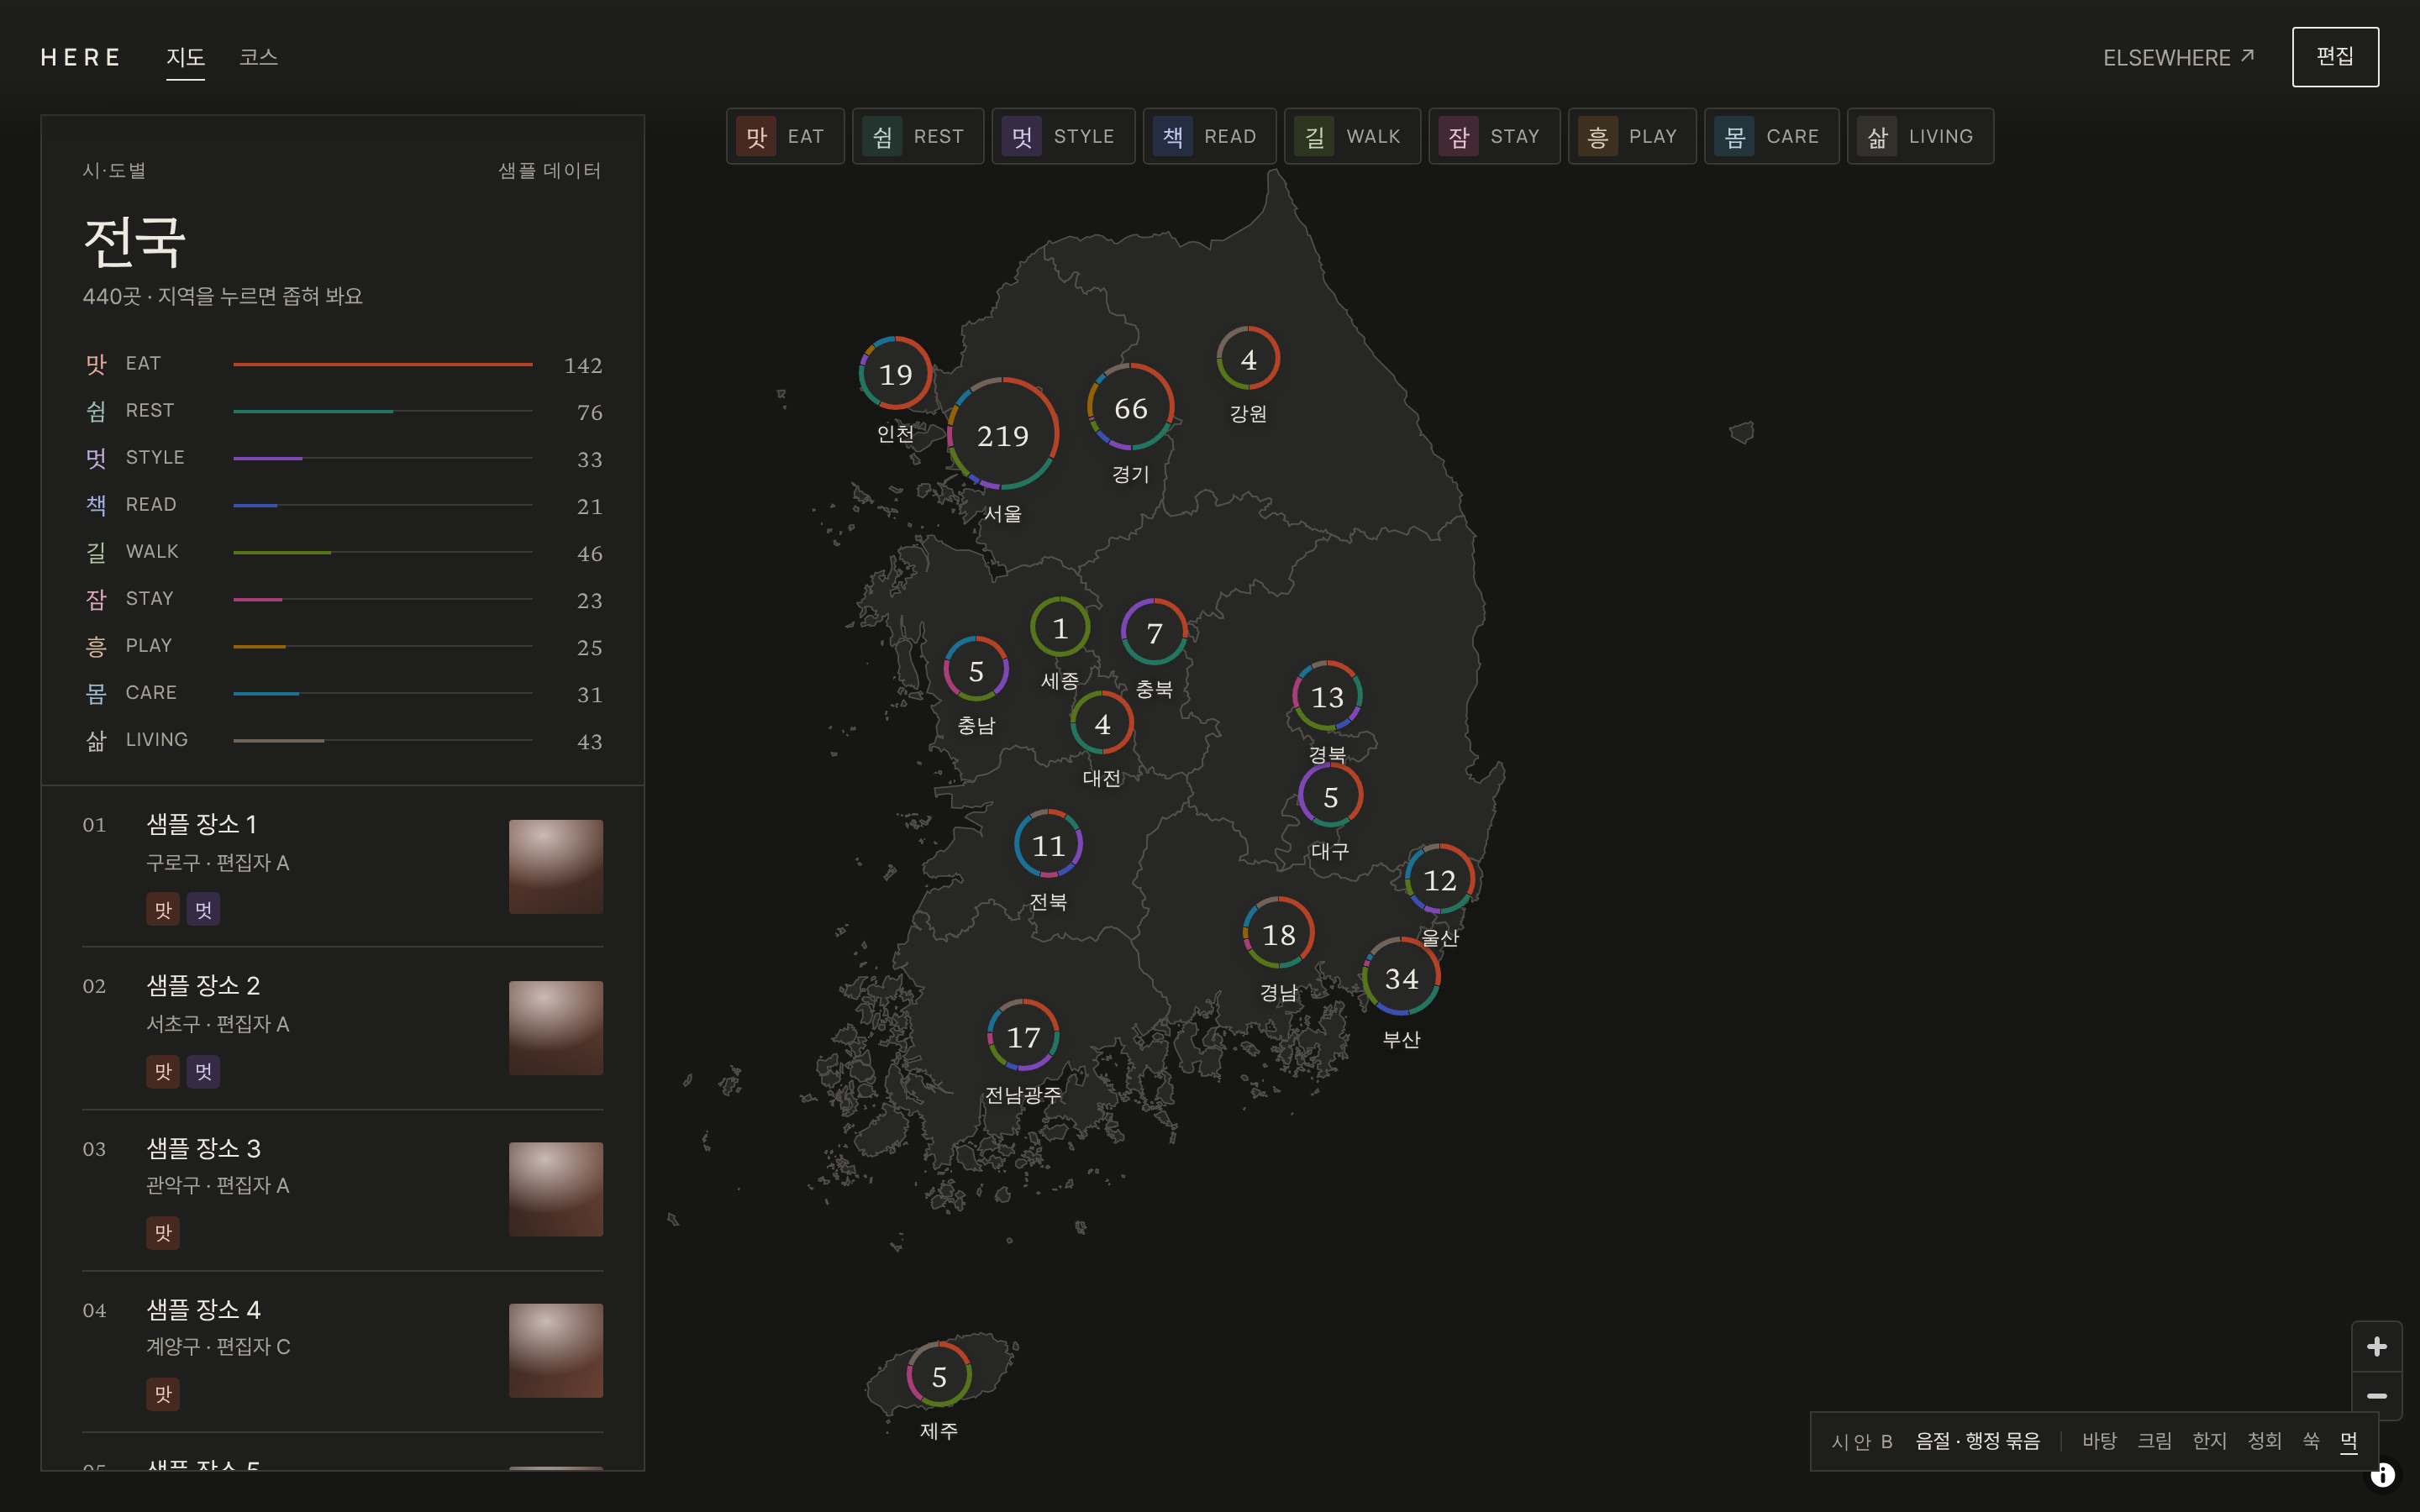 HERE 지도 코스 ELSEWHERE ↗ 편집
맛 EAT 쉼 REST 멋 STYLE 책 READ 길 WALK 잠 STAY 흥 PLAY 몸 CARE 삶 LIVING
시·도별 샘플 데이터
전국
440곳 · 지역을 누르면 좁혀 봐요
맛 EAT 142
쉼 REST 76
멋 STYLE 33
책 READ 21
길 WALK 46
잠 STAY 23
흥 PLAY 25
몸 CARE 31
삶 LIVING 43
01 샘플 장소 1
구로구 · 편집자 A
맛 멋
02 샘플 장소 2
서초구 · 편집자 A
맛 멋
03 샘플 장소 3
관악구 · 편집자 A
맛
04 샘플 장소 4
계양구 · 편집자 C
맛
05 샘플 장소 5
19
인천
219
서울
66
경기
4
강원
1
세종
7
충북
5
충남
4
대전
13
경북
5
대구
11
전북
12
울산
18
경남
34
부산
17
전남광주
5
제주
시안 B 음절 · 행정 묶음 바탕 크림 한지 청회 쑥 먹